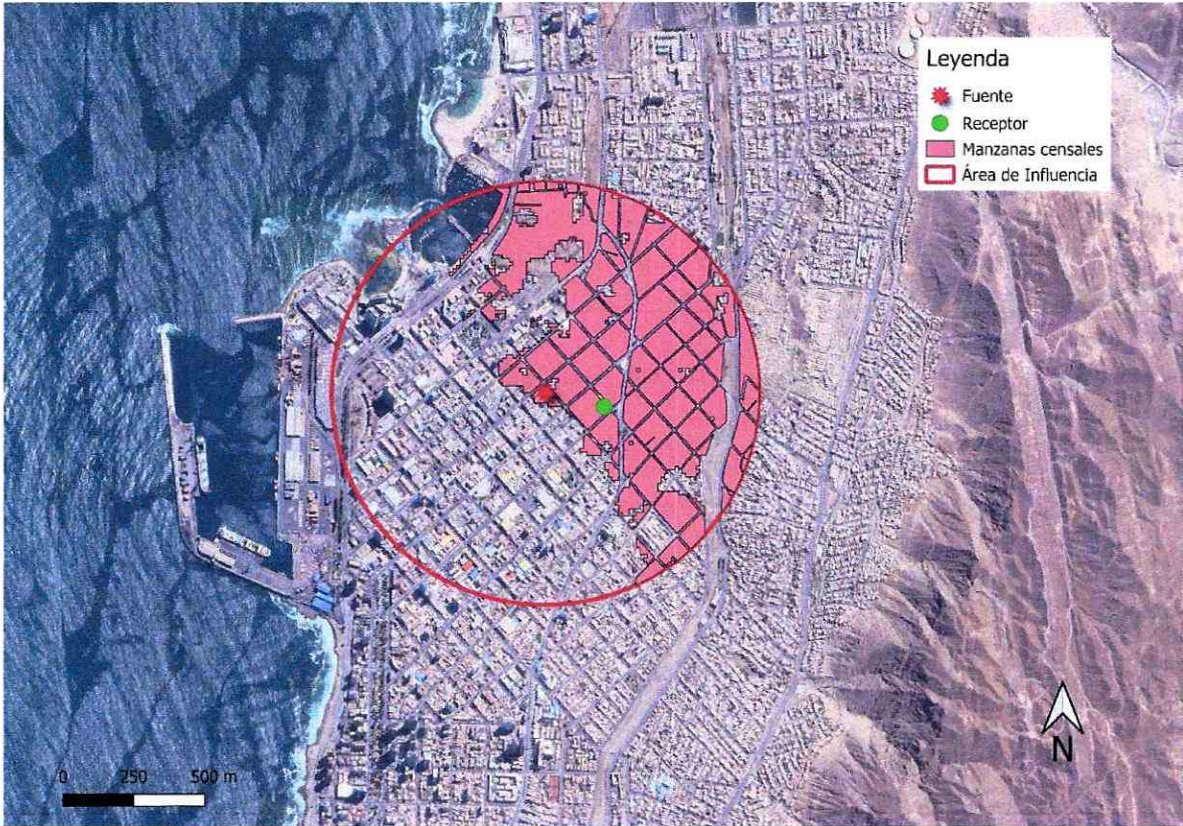 Leyenda
Fuente
Receptor
Manzanas censales
Área de Influencia
N
0 250 500 m